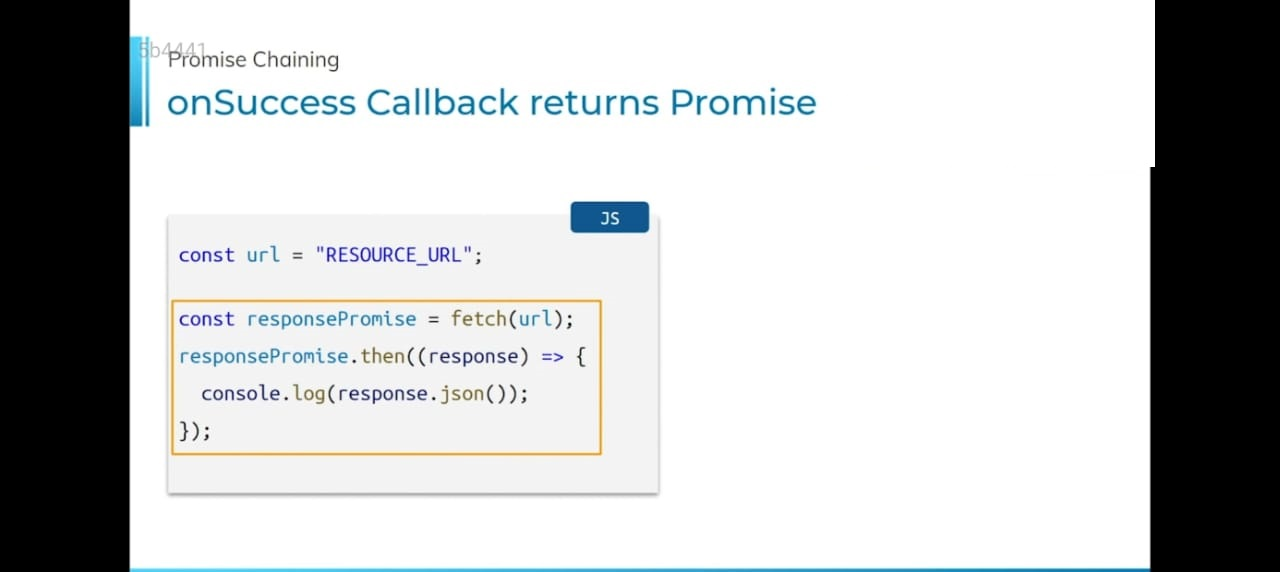 5b4441
Promise Chaining
onSuccess Callback returns Promise
JS
const url = "RESOURCE_URL";
const responsePromise = fetch(url);
responsePromise.then((response) => {
  console.log(response.json());
});